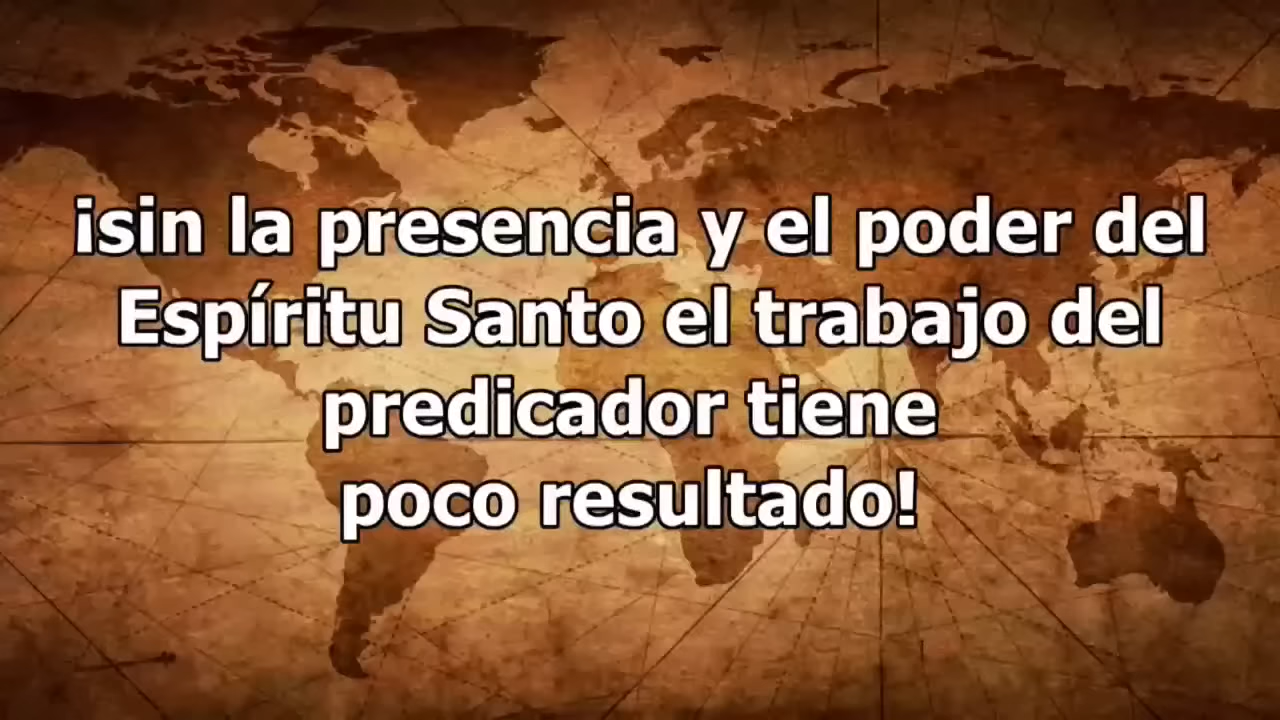 ¡sin la presencia y el poder del
Espíritu Santo el trabajo del
predicador tiene
poco resultado!